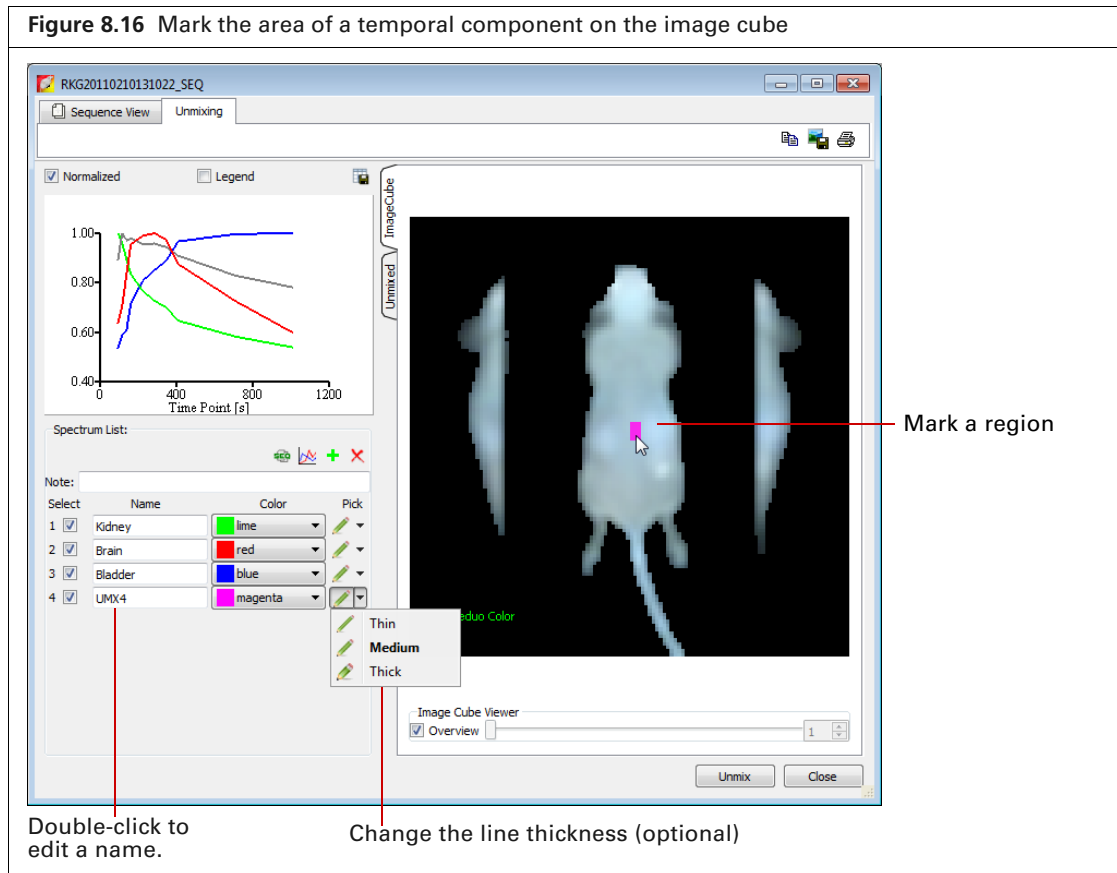 Figure 8.16 Mark the area of a temporal component on the image cube
RKG20110210131022_SEQ
Sequence View
Unmixing
Normalized
Legend
1.00
0.80
0.60
0.40
0
400
800
1200
Time Point [s]
ImageCube
Unmixed
Spectrum List:
SEQ
Note:
Select Name Color Pick
1 Kidney lime
2 Brain red
3 Bladder blue
4 UMX4 magenta
Thin
Medium
Thick
eduo Color
Mark a region
Image Cube Viewer
Overview 1
Unmix Close
Double-click to
edit a name.
Change the line thickness (optional)